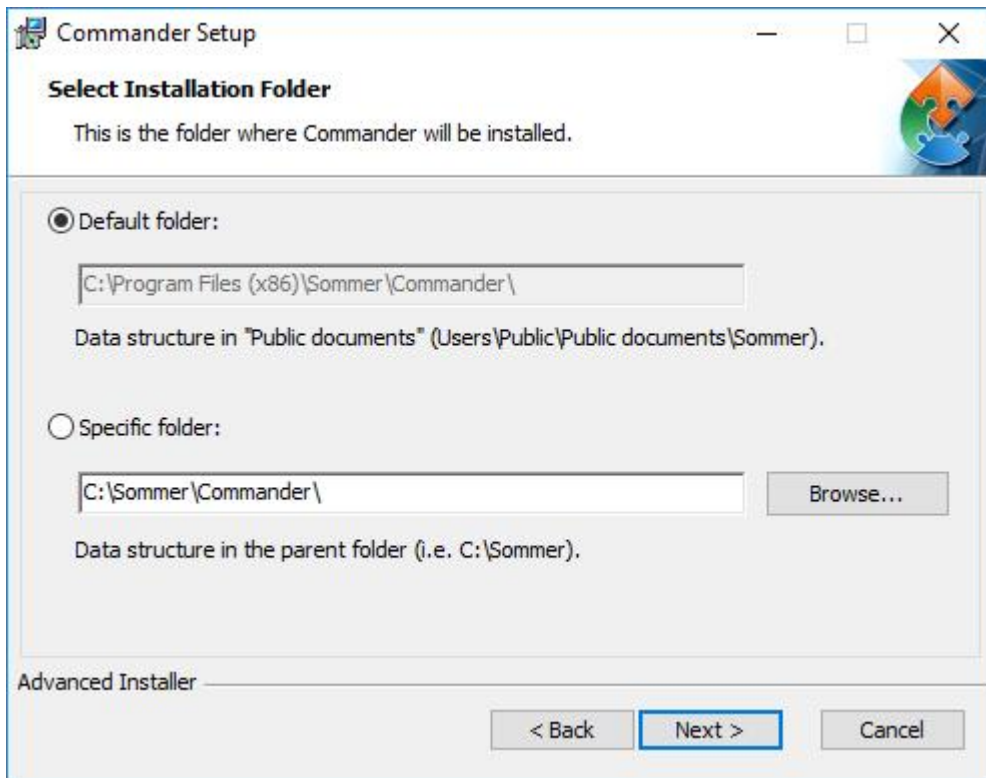 Commander Setup
Select Installation Folder
This is the folder where Commander will be installed.
Default folder:
C:\Program Files (x86)\Sommer\Commander\
Data structure in "Public documents" (Users\Public\Public documents\Sommer).
Specific folder:
C:\Sommer\Commander\
Browse...
Data structure in the parent folder (i.e. C:\Sommer).
Advanced Installer
< Back Next > Cancel